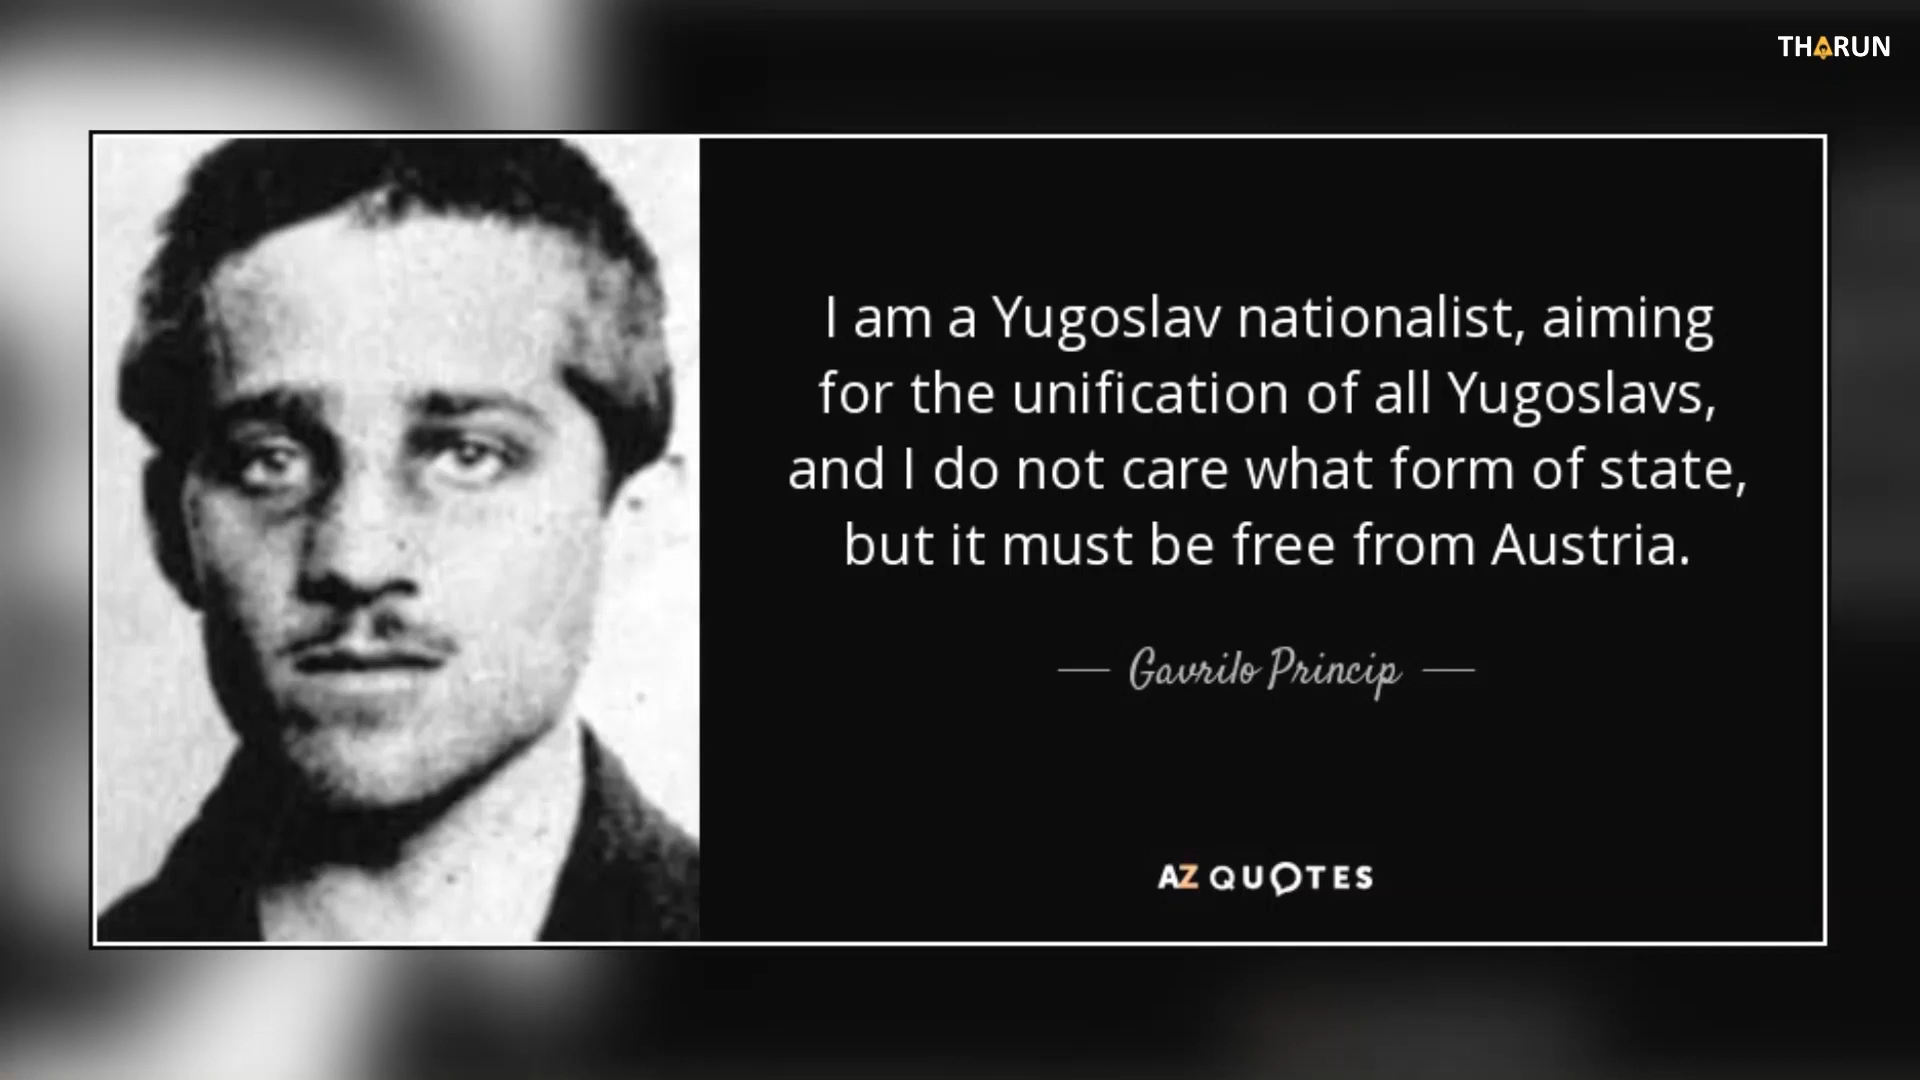 THARUN
I am a Yugoslav nationalist, aiming
for the unification of all Yugoslavs,
and I do not care what form of state,
but it must be free from Austria.
Gavrilo Princip
AZ QUOTES